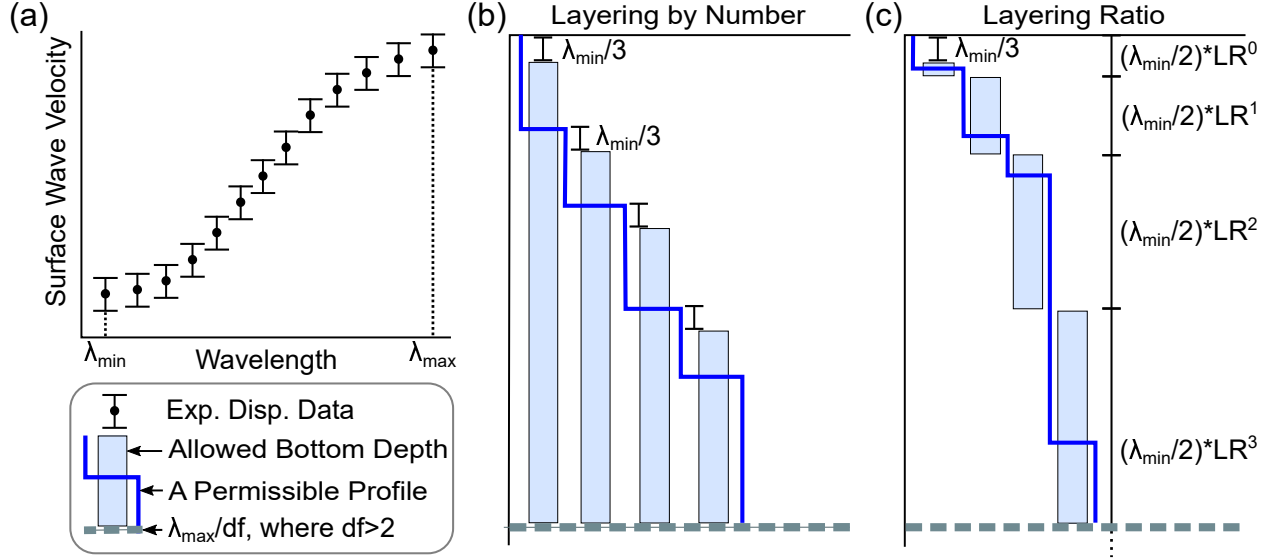 (a)
Surface Wave Velocity
λmin
Wavelength
λmax
Exp. Disp. Data
Allowed Bottom Depth
A Permissible Profile
λmax/df, where df>2
(b)
Layering by Number
λmin/3
λmin/3
(c)
Layering Ratio
λmin/3
(λmin/2)*LR⁰
(λmin/2)*LR¹
(λmin/2)*LR²
(λmin/2)*LR³